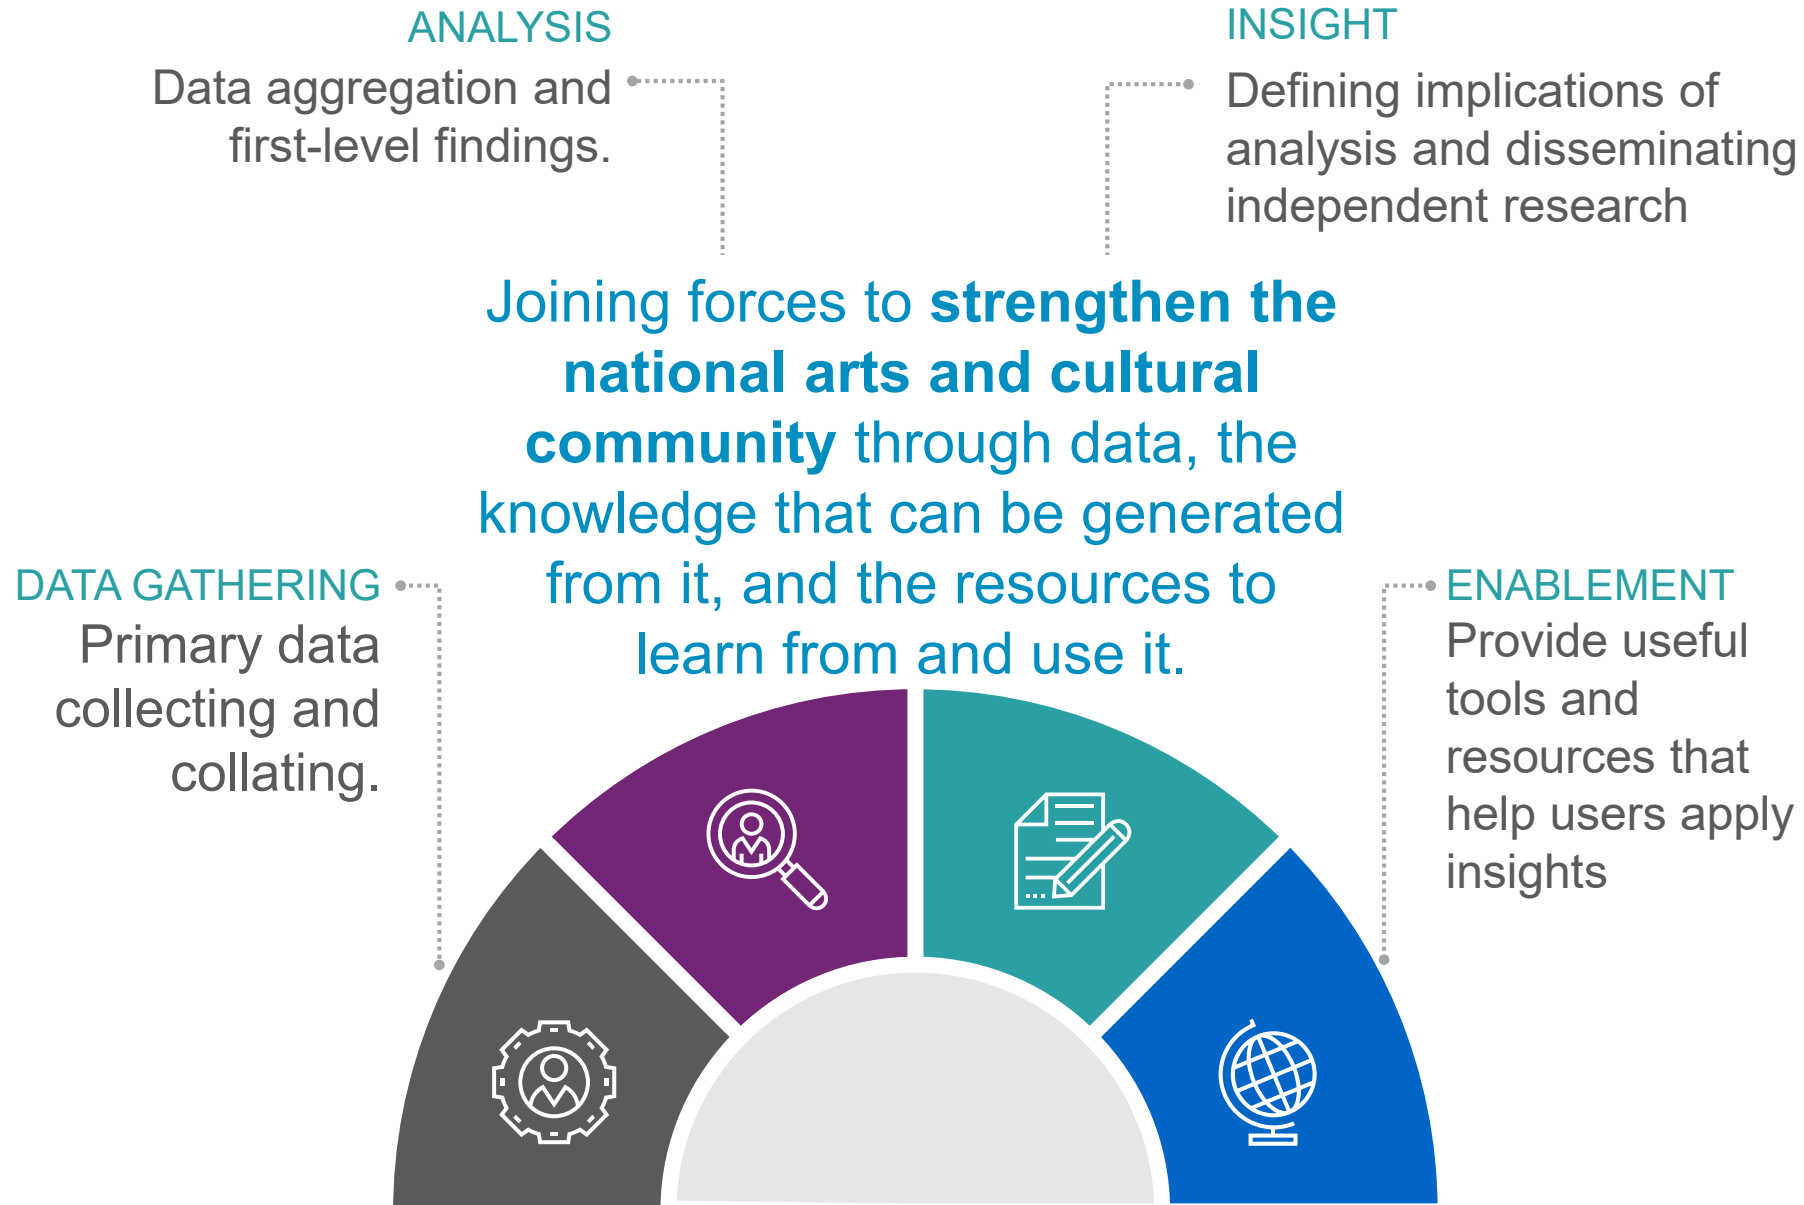 ANALYSIS
Data aggregation and
first-level findings.
INSIGHT
Defining implications of
analysis and disseminating
independent research
Joining forces to strengthen the
national arts and cultural
community through data, the
knowledge that can be generated
from it, and the resources to
learn from and use it.
DATA GATHERING
Primary data
collecting and
collating.
ENABLEMENT
Provide useful
tools and
resources that
help users apply
insights